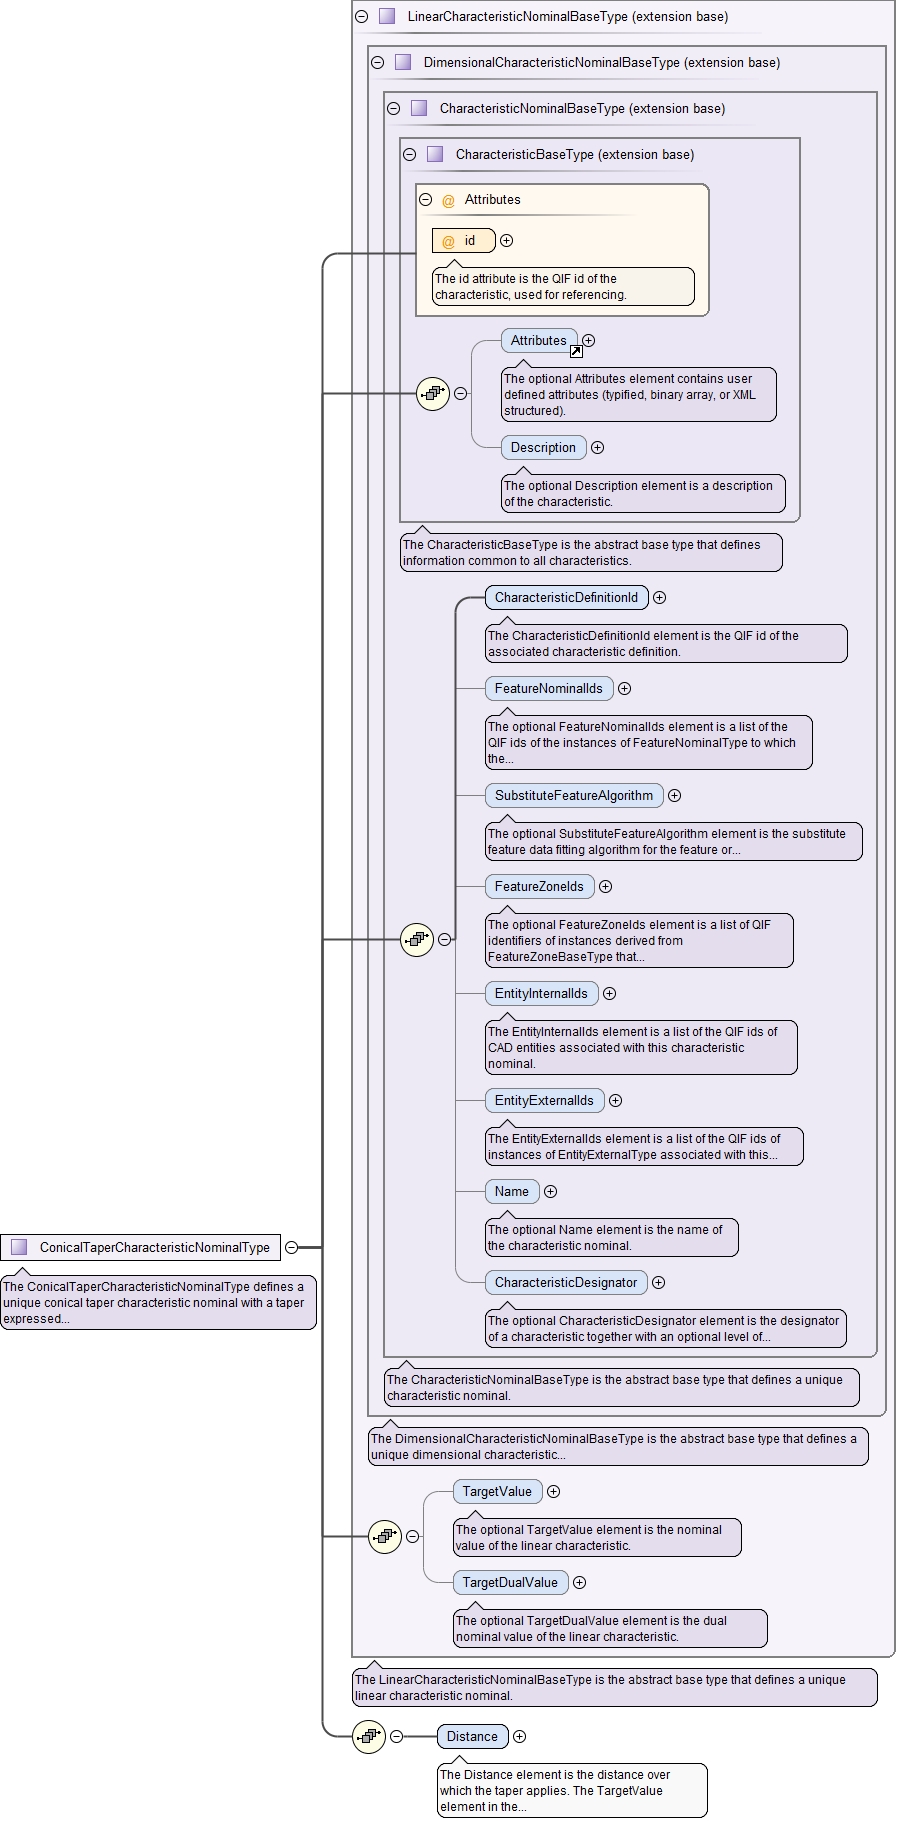 LinearCharacteristicNominalBaseType (extension base)
DimensionalCharacteristicNominalBaseType (extension base)
CharacteristicNominalBaseType (extension base)
CharacteristicBaseType (extension base)
@ Attributes
@ id
The id attribute is the QIF id of the
characteristic, used for referencing.
Attributes
The optional Attributes element contains user
defined attributes (typified, binary array, or XML
structured).
Description
The optional Description element is a description
of the characteristic.
The CharacteristicBaseType is the abstract base type that defines
information common to all characteristics.
CharacteristicDefinitionId
The CharacteristicDefinitionId element is the QIF id of the
associated characteristic definition.
FeatureNominalIds
The optional FeatureNominalIds element is a list of the
QIF ids of the instances of FeatureNominalType to which
the...
SubstituteFeatureAlgorithm
The optional SubstituteFeatureAlgorithm element is the substitute
feature data fitting algorithm for the feature or...
FeatureZoneIds
The optional FeatureZoneIds element is a list of QIF
identifiers of instances derived from
FeatureZoneBaseType that...
EntityInternalIds
The EntityInternalIds element is a list of the QIF ids of
CAD entities associated with this characteristic
nominal.
EntityExternalIds
The EntityExternalIds element is a list of the QIF ids of
instances of EntityExternalType associated with this...
Name
The optional Name element is the name of
the characteristic nominal.
ConicalTaperCharacteristicNominalType
The ConicalTaperCharacteristicNominalType defines a
unique conical taper characteristic nominal with a taper
expressed...
CharacteristicDesignator
The optional CharacteristicDesignator element is the designator
of a characteristic together with an optional level of...
The CharacteristicNominalBaseType is the abstract base type that defines a unique
characteristic nominal.
The DimensionalCharacteristicNominalBaseType is the abstract base type that defines a
unique dimensional characteristic...
TargetValue
The optional TargetValue element is the nominal
value of the linear characteristic.
TargetDualValue
The optional TargetDualValue element is the dual
nominal value of the linear characteristic.
The LinearCharacteristicNominalBaseType is the abstract base type that defines a unique
linear characteristic nominal.
Distance
The Distance element is the distance over
which the taper applies. The TargetValue
element in the...